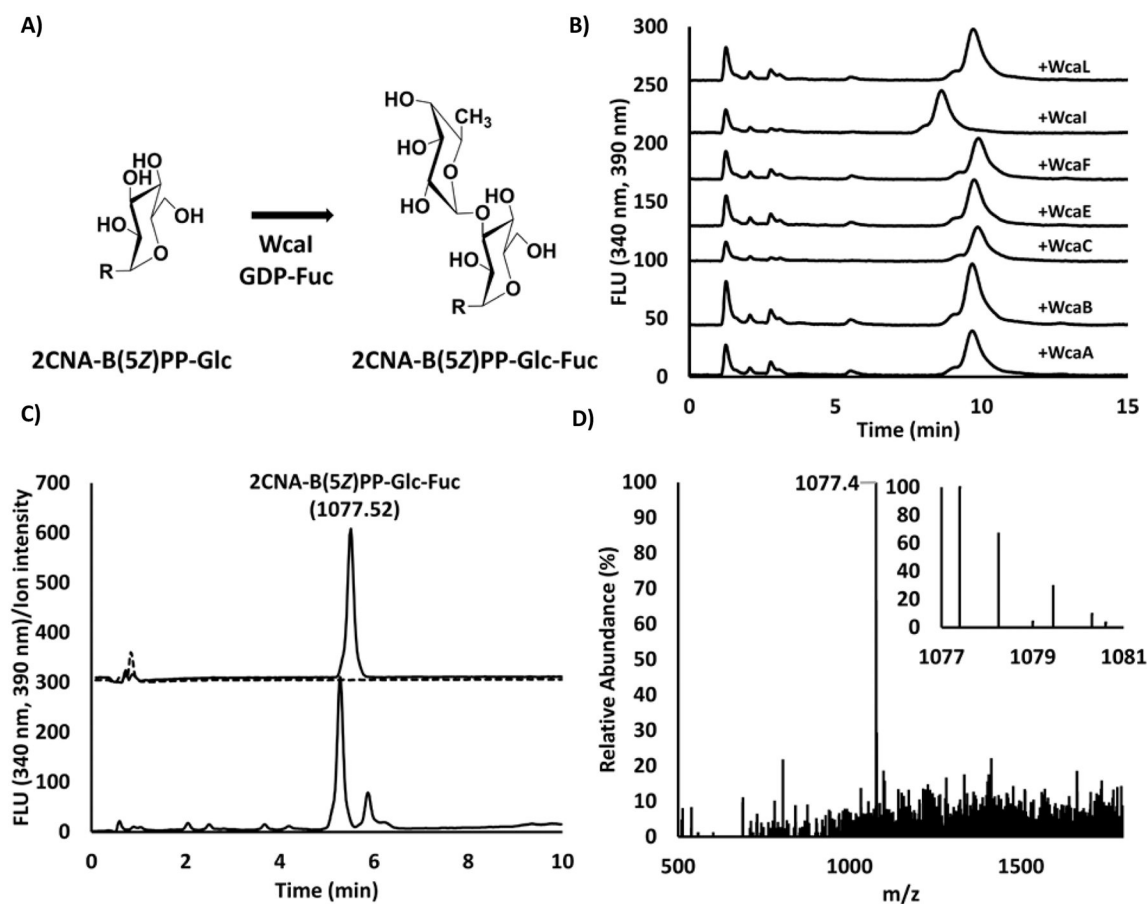 A)
HO
OH
HO
HO
OH
O
R
WcaI
GDP-Fuc
HO
CH3
HO
O
HO
O
HO
OH
HO
O
R
2CNA-B(5Z)PP-Glc
2CNA-B(5Z)PP-Glc-Fuc
B)
FLU (340 nm, 390 nm)
300
250
200
150
100
50
0
+WcaL
+WcaI
+WcaF
+WcaE
+WcaC
+WcaB
+WcaA
0 5 10 15
Time (min)
C)
FLU (340 nm, 390 nm)/Ion intensity
700
600
500
400
300
200
100
0
2CNA-B(5Z)PP-Glc-Fuc
(1077.52)
0 2 4 6 8 10
Time (min)
D)
Relative Abundance (%)
100
90
80
70
60
50
40
30
20
10
0
1077.4
100
80
60
40
20
0
1077 1079 1081
500 1000 1500
m/z